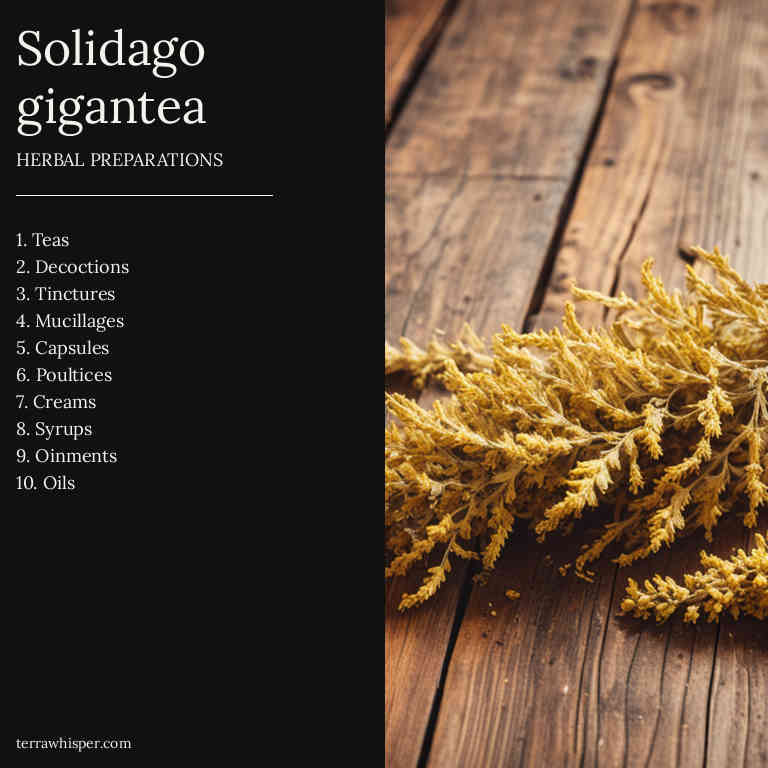 Solidago
gigantea
HERBAL PREPARATIONS
1. Teas
2. Decoctions
3. Tinctures
4. Mucillages
5. Capsules
6. Poultices
7. Creams
8. Syrups
9. Oinments
10. Oils
terrawhisper.com